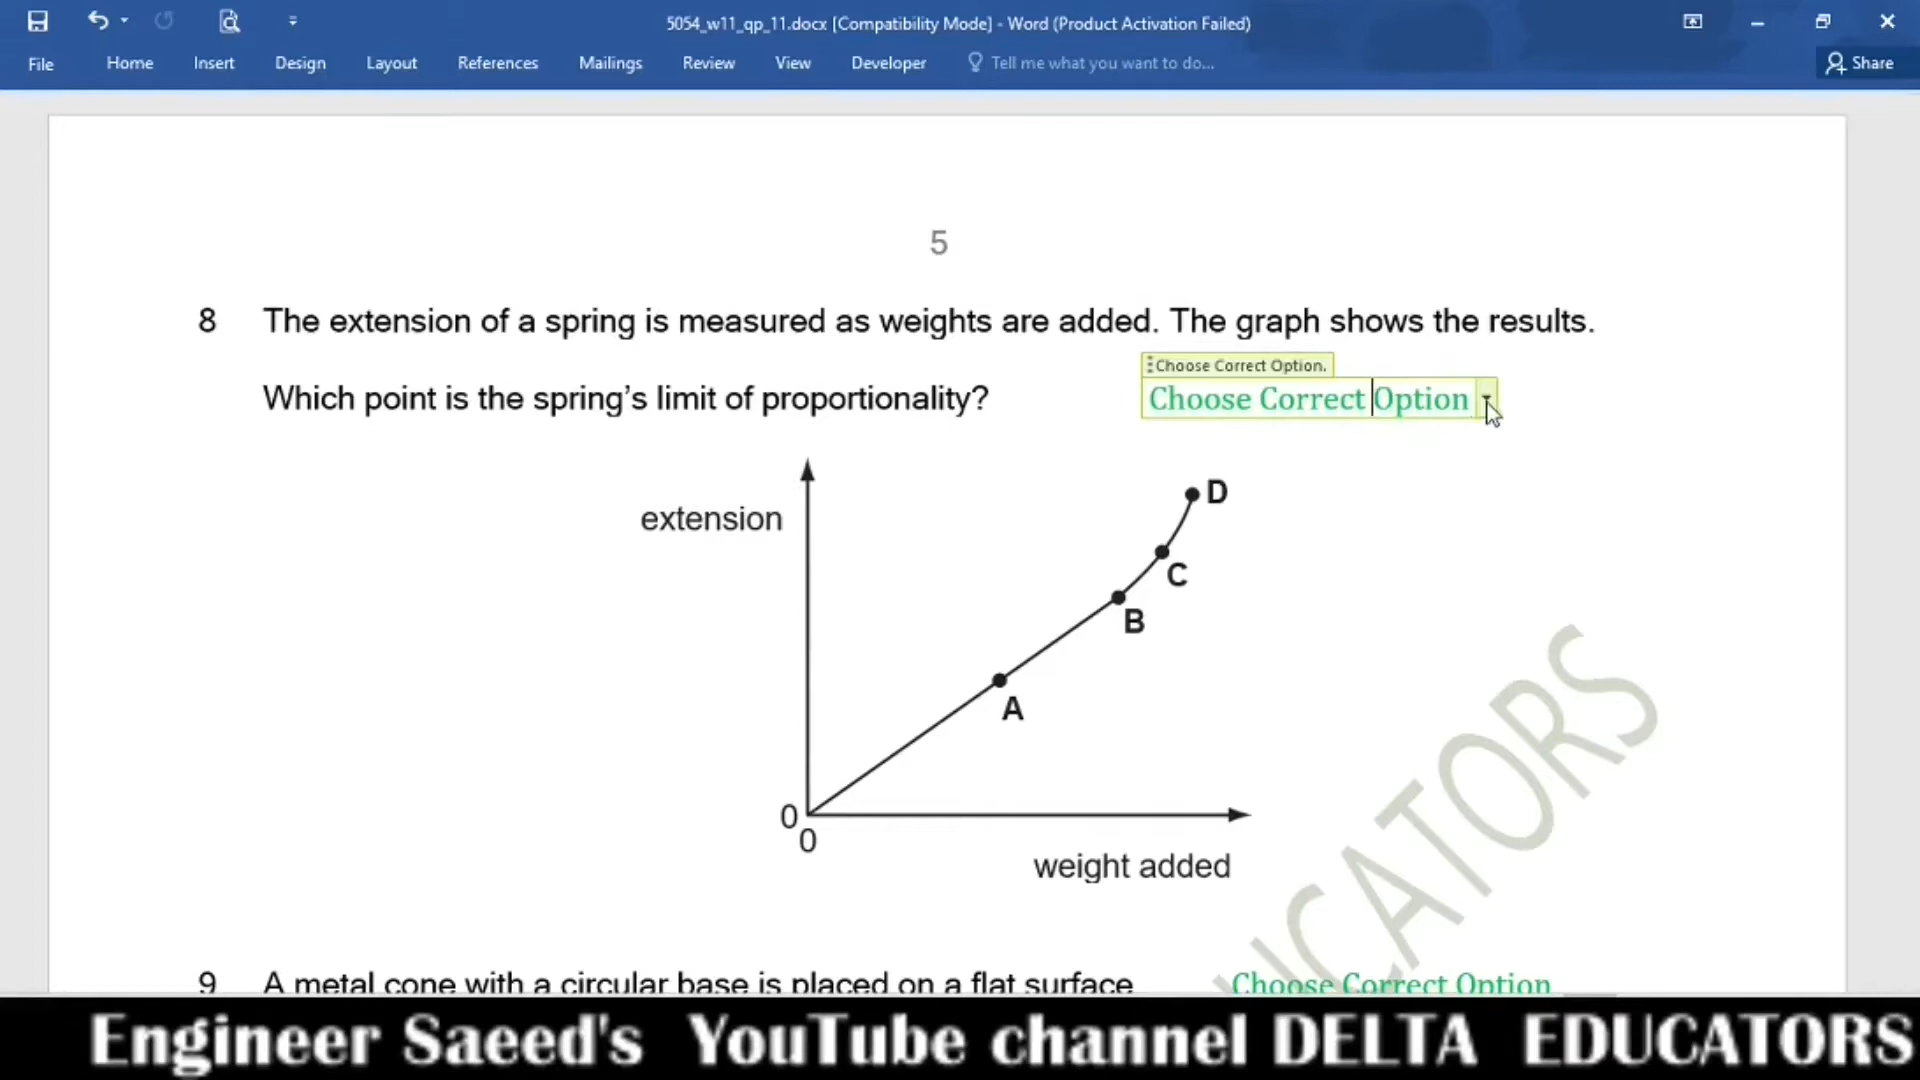 5054_w11_qp_11.docx [Compatibility Mode] - Word (Product Activation Failed)
File Home Insert Design Layout References Mailings Review View Developer Tell me what you want to do... Share
5
8 The extension of a spring is measured as weights are added. The graph shows the results.
Choose Correct Option.
Which point is the spring’s limit of proportionality? Choose Correct Option
D
extension
C
B
A
0
0
weight added
9 A metal cone with a circular base is placed on a flat surface Choose Correct Option
UCATORS
Engineer Saeed's YouTube channel DELTA EDUCATORS